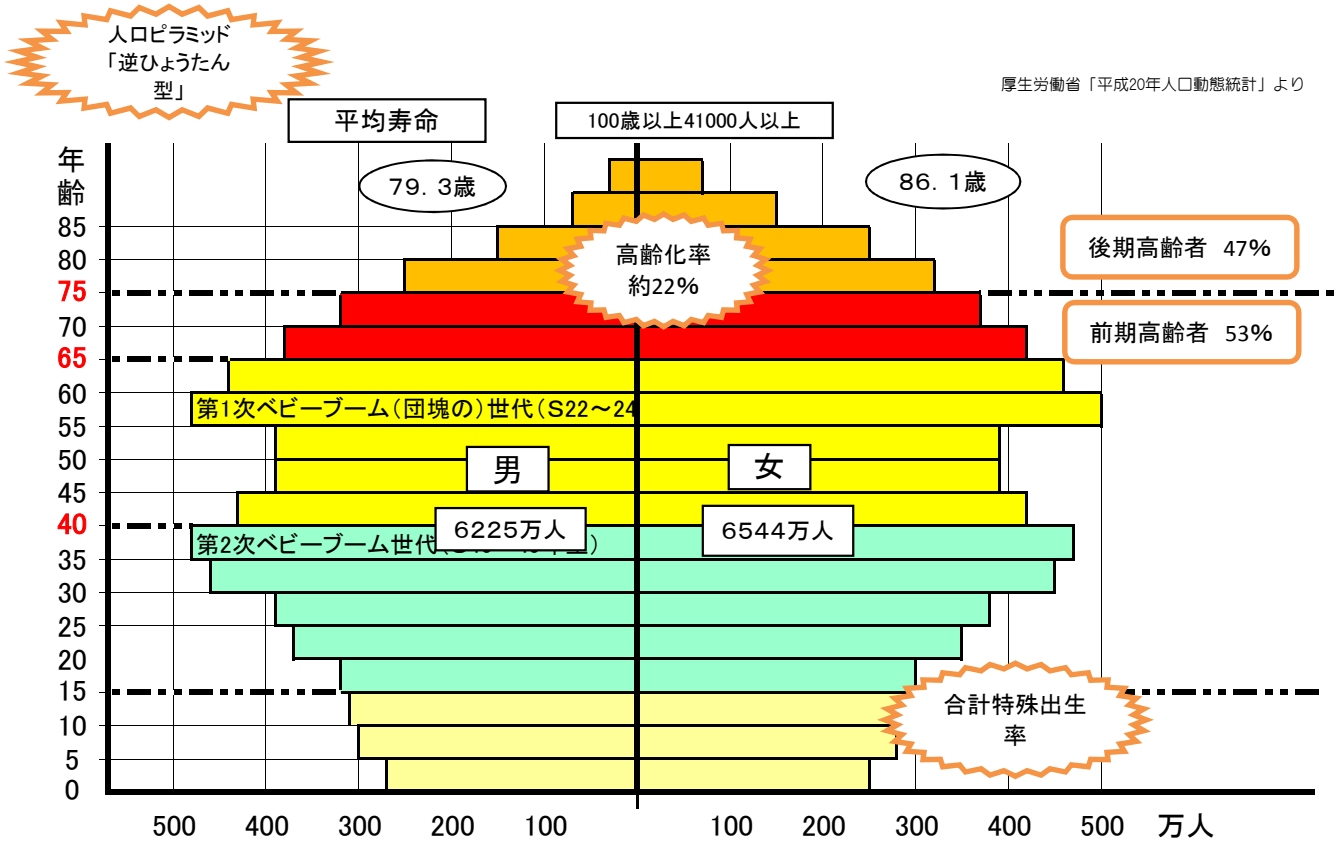 人口ピラミッド
「逆ひょうたん
型」
厚生労働省「平成20年人口動態統計」より
平均寿命
100歳以上41000人以上
年
齢
79．3歳
86．1歳
85
80
75
70
65
60
55
50
45
40
35
30
25
20
15
10
5
0
高齢化率
約22%
後期高齢者 47%
前期高齢者 53%
第1次ベビーブーム（団塊の）世代（S22～24
男
女
6225万人
6544万人
第2次ベビーブーム世代
合計特殊出生
率
500 400 300 200 100 100 200 300 400 500 万人